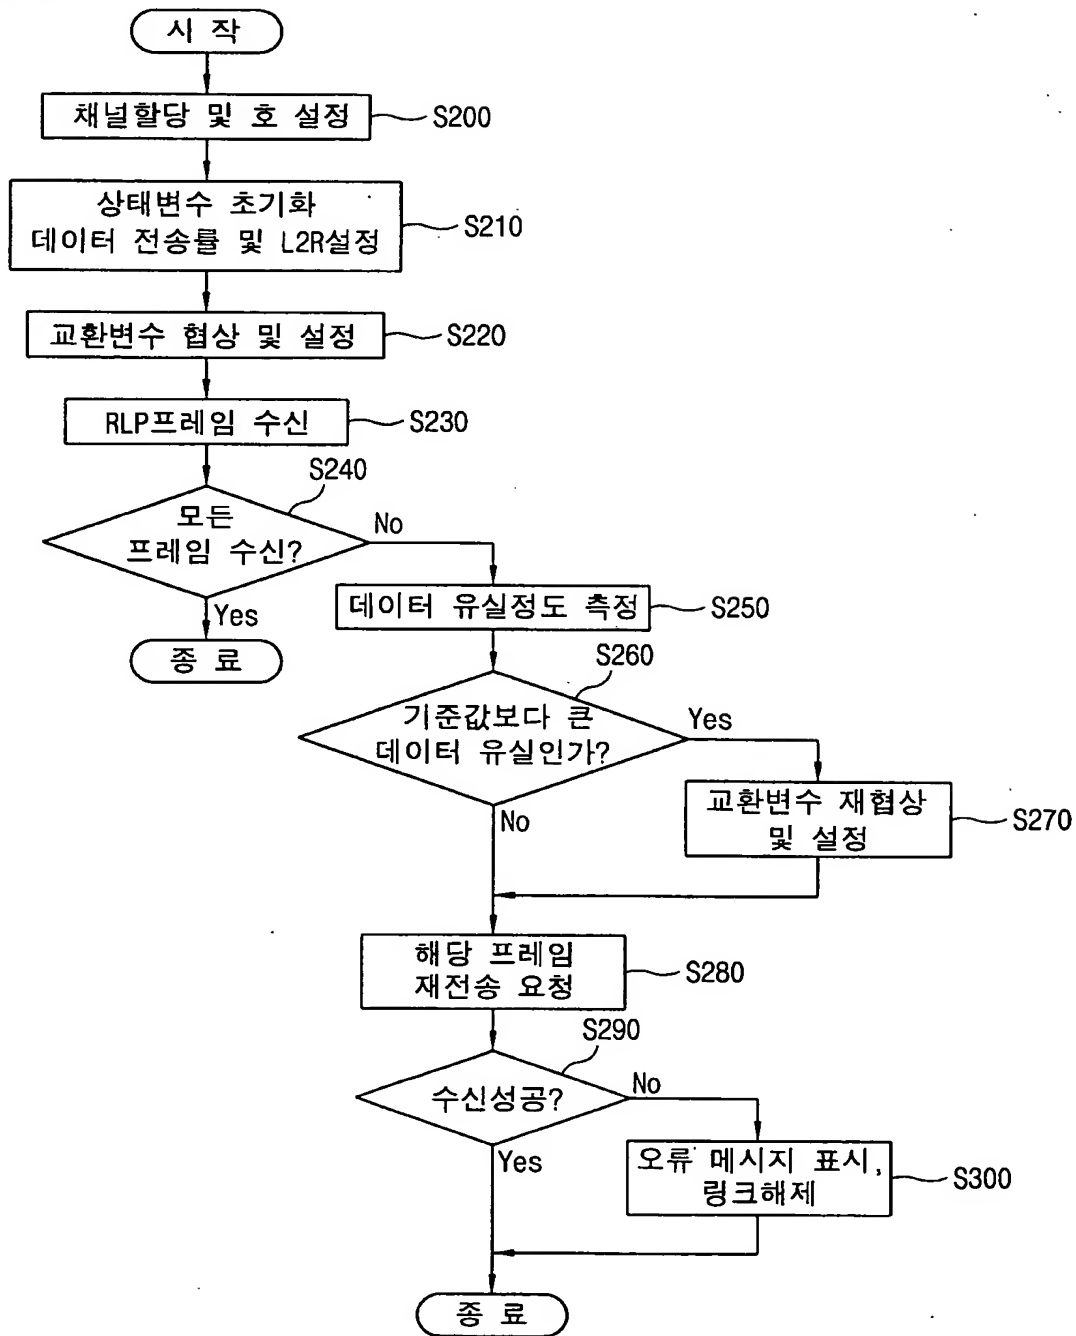 시 작
채널할당 및 호 설정
S200
상태변수 초기화
데이터 전송률 및 L2R설정
S210
교환변수 협상 및 설정
S220
RLP프레임 수신
S230
S240
모든
프레임 수신?
No
Yes
종 료
데이터 유실정도 측정
S250
S260
기준값보다 큰
데이터 유실인가?
Yes
No
교환변수 재협상
및 설정
S270
해당 프레임
재전송 요청
S280
S290
수신성공?
No
Yes
오류 메시지 표시,
링크해제
S300
종 료